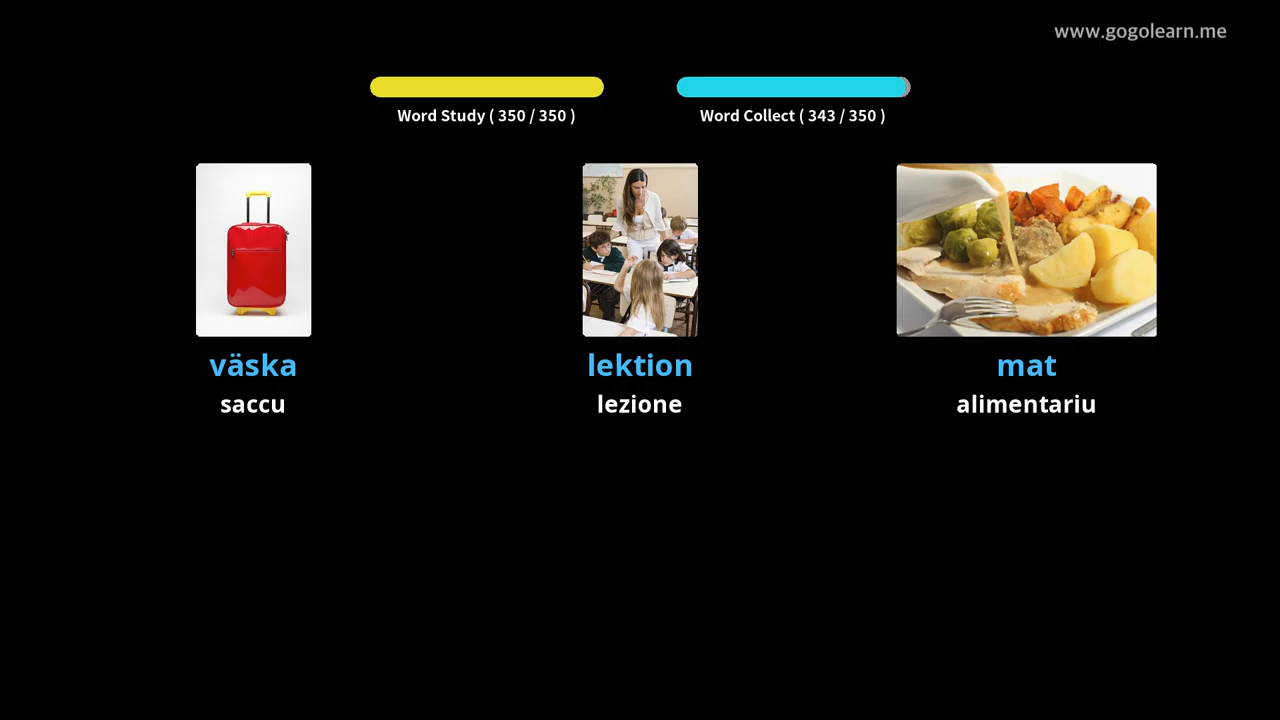 www.gogolearn.me
Word Study ( 350 / 350 )
Word Collect ( 343 / 350 )
väska
lektion
mat
saccu
lezione
alimentariu